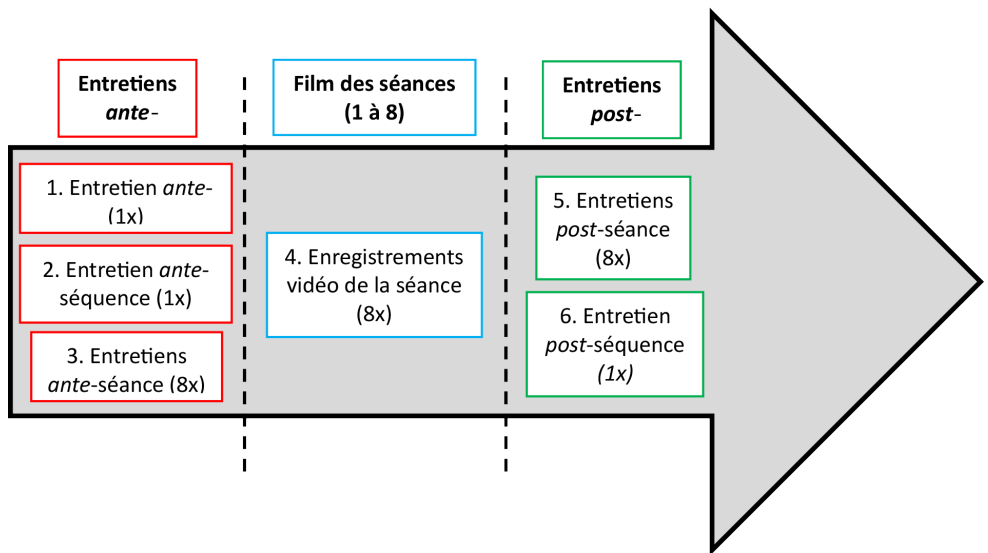 Entretiens
ante-
Film des séances
(1 à 8)
Entretiens
post-
1. Entretien ante-
(1x)
2. Entretien ante-
séquence (1x)
3. Entretiens
ante-séance (8x)
4. Enregistrements
vidéo de la séance
(8x)
5. Entretiens
post-séance
(8x)
6. Entretien
post-séquence
(1x)